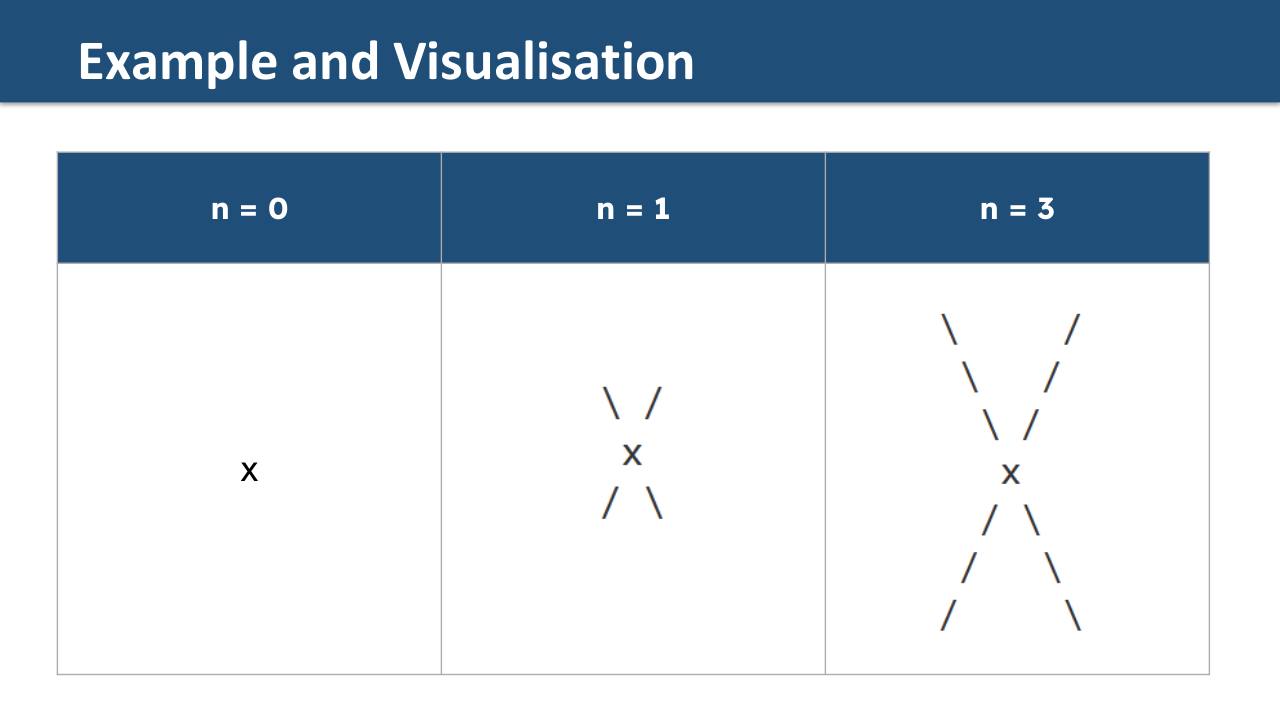 Example and Visualisation
n = 0 n = 1 n = 3
x
\ /
x
/ \
\     /
\   /
\ /
x
/ \
/   \
/     \